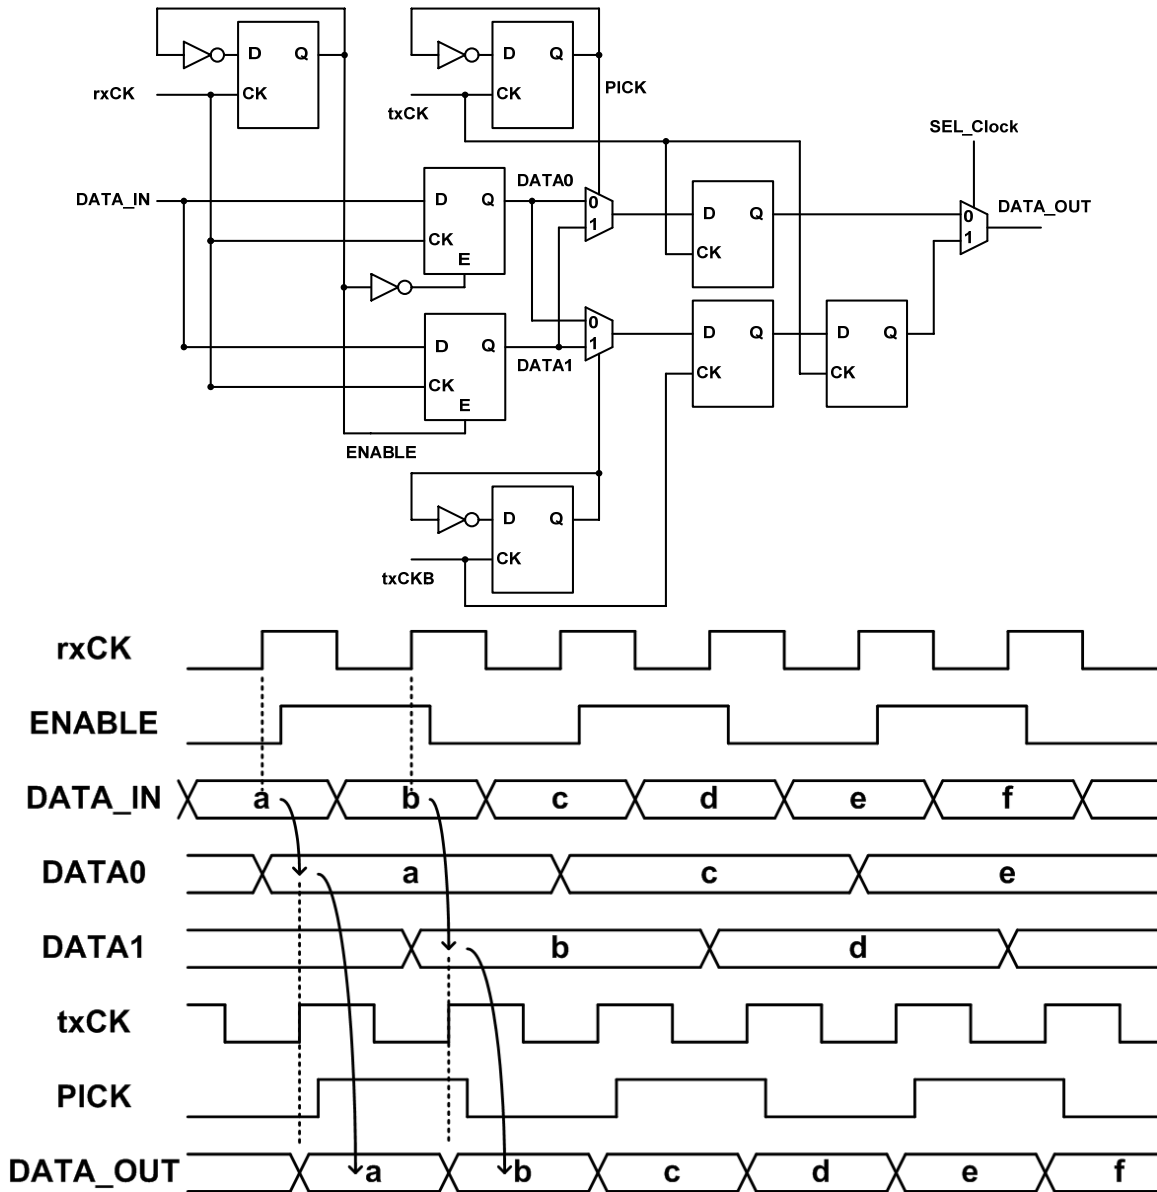 D Q
D Q
rxCK
CK
CK
PICK
txCK
SEL_Clock
DATA_IN
D Q
DATA0
0
1
D Q
0
1
DATA_OUT
CK
E
CK
D Q
DATA1
0
1
D Q
D Q
CK
E
CK
CK
ENABLE
D Q
CK
txCKB
rxCK
ENABLE
DATA_IN a b c d e f
DATA0 a c e
DATA1 b d
txCK
PICK
DATA_OUT a b c d e f